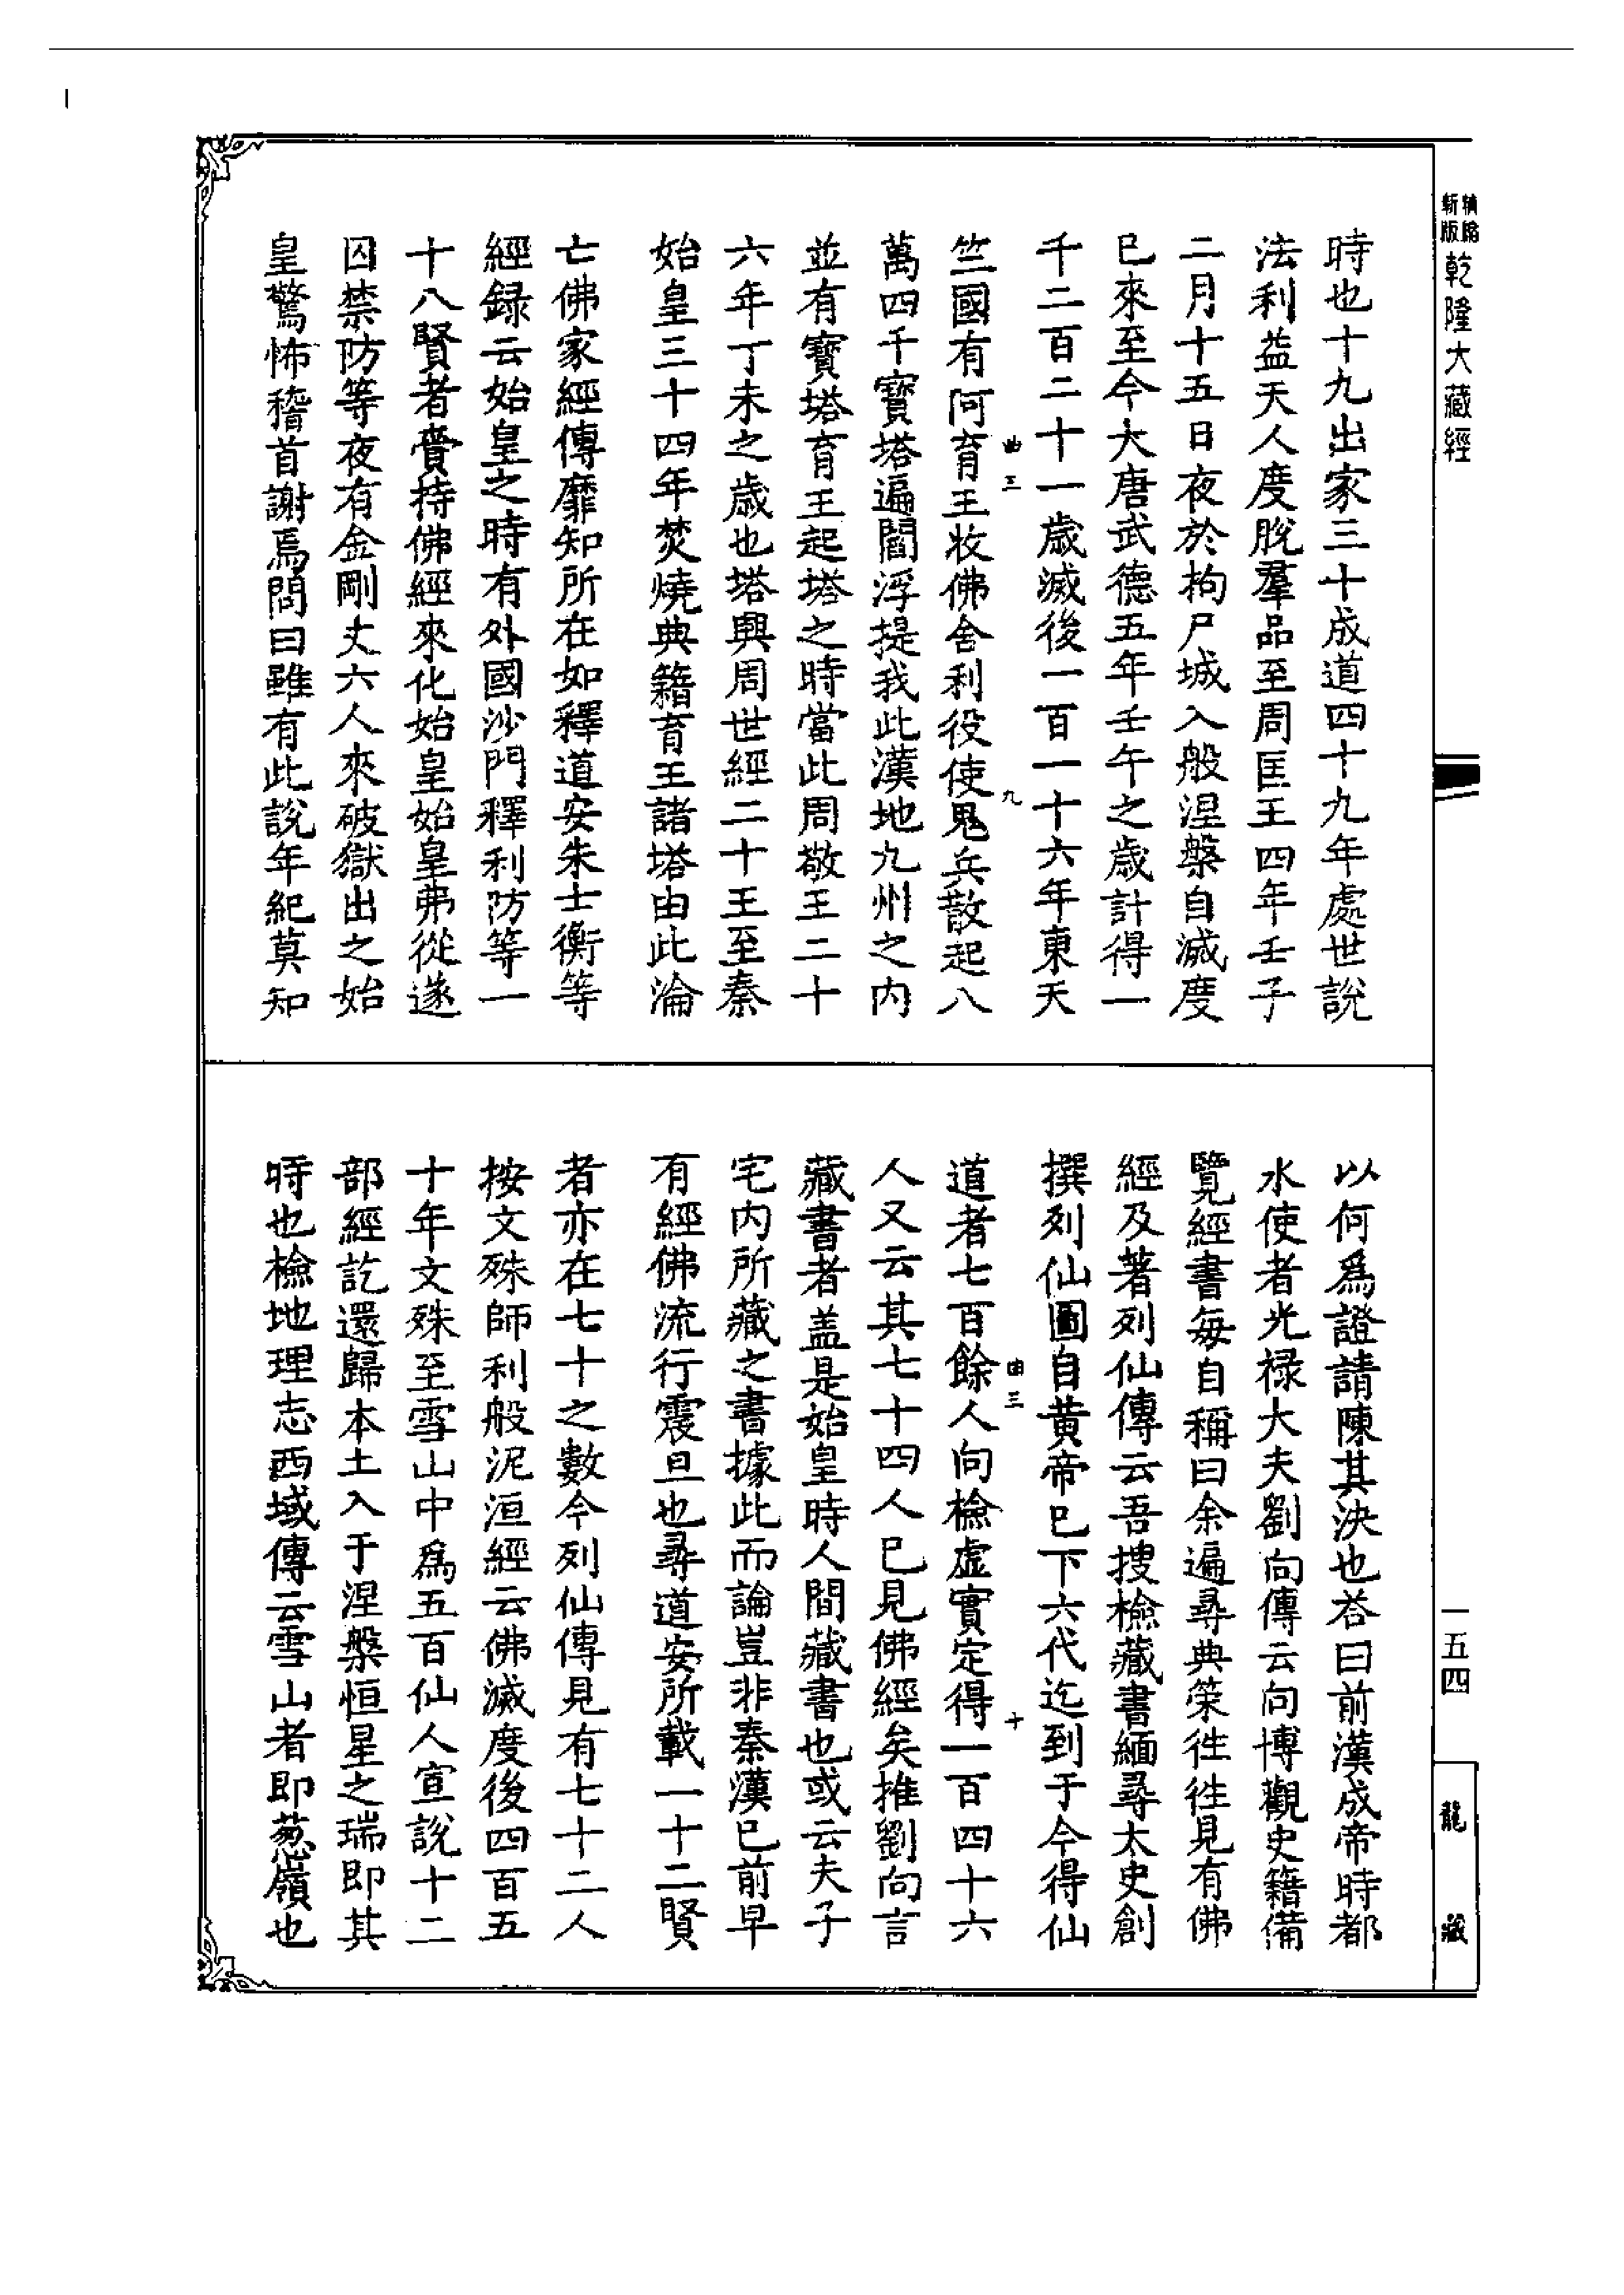 精縮
新版
乾隆大藏經
時也十九出家三十成道四十九年處世說
法利益天人度脫羣品至周匡王四年壬子
二月十五日夜於拘尸城入般涅槃自滅度
已來至今大唐武德五年壬午之歲計得一
千二百二十一歲滅後一百一十六年東天
曲三
九
竺國有阿育王收佛舍利役使鬼兵散起八
萬四千寶塔遍閻浮提我此漢地九州之内
並有寶塔育王起塔之時當此周敬王二十
六年丁未之歲也塔興周世經二十王至秦
始皇三十四年焚燒典籍育王諸塔由此淪
亡佛家經傳靡知所在如釋道安朱士衡等
經録云始皇之時有外國沙門釋利防等一
十八賢者賷持佛經來化始皇始皇弗從遂
囚禁防等夜有金剛丈六人來破獄出之始
皇驚怖稽首謝焉問曰雖有此說年紀莫知
以何爲證請陳其決也荅曰前漢成帝時都
水使者光禄大夫劉向傳云向博觀史籍備
覽經書每自稱曰余遍尋典策徃徃見有佛
經及著列仙傳云吾搜檢藏書緬尋太史創
撰列仙圖自黄帝已下六代迄到于今得仙
曲三
十
道者七百餘人向檢虛實定得一百四十六
人又云其七十四人已見佛經矣推劉向言
藏書者盖是始皇時人間藏書也或云夫子
宅内所藏之書據此而論豈非秦漢已前早
有經佛流行震旦也尋道安所載一十二賢
者亦在七十之數今列仙傳見有七十二人
按文殊師利般泥洹經云佛滅度後四百五
十年文殊至雪山中爲五百仙人宣說十二
部經訖還歸本土入于涅槃恒星之瑞即其
時也檢地理志西域傳云雪山者即葱嶺也
一五四
龍藏